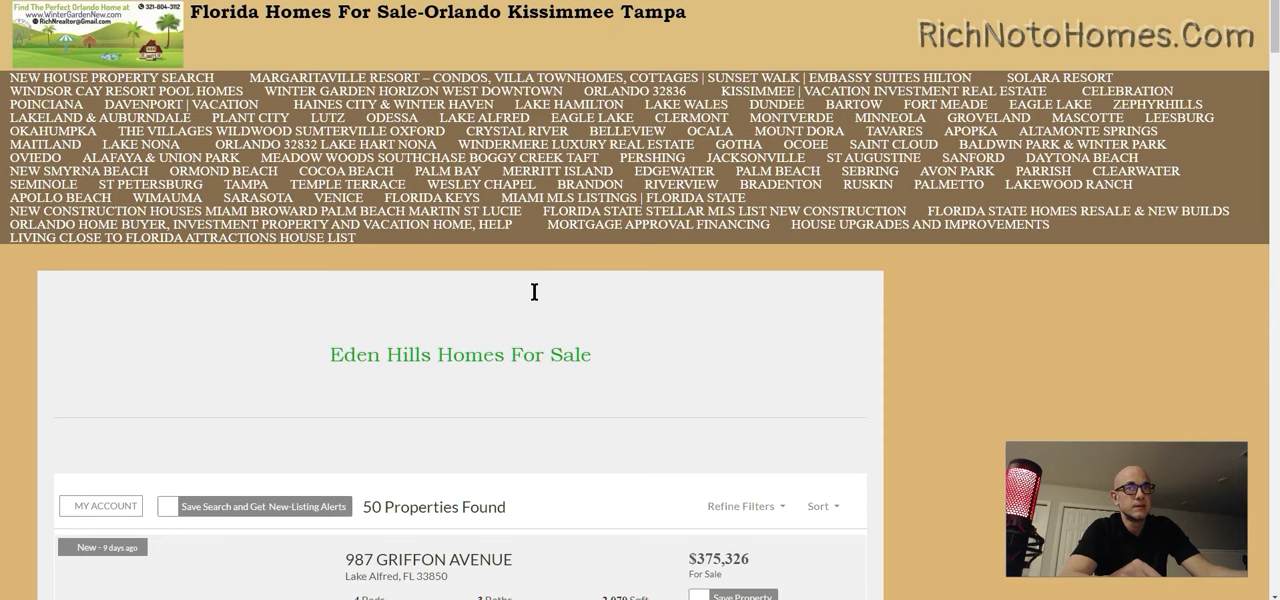 Find The Perfect Orlando Home at 321-804-3112
www.WinterGardenNew.com
RichNrealtor@Gmail.com
Florida Homes For Sale-Orlando Kissimmee Tampa
RichNotoHomes.Com
NEW HOUSE PROPERTY SEARCH MARGARITAVILLE RESORT – CONDOS, VILLA TOWNHOMES, COTTAGES | SUNSET WALK | EMBASSY SUITES HILTON SOLARA RESORT
WINDSOR CAY RESORT POOL HOMES WINTER GARDEN HORIZON WEST DOWNTOWN ORLANDO 32836 KISSIMMEE | VACATION INVESTMENT REAL ESTATE CELEBRATION
POINCIANA DAVENPORT | VACATION HAINES CITY & WINTER HAVEN LAKE HAMILTON LAKE WALES DUNDEE BARTOW FORT MEADE EAGLE LAKE ZEPHYRHILLS
LAKELAND & AUBURNDALE PLANT CITY LUTZ ODESSA LAKE ALFRED EAGLE LAKE CLERMONT MONTVERDE MINNEOLA GROVELAND MASCOTTE LEESBURG
OKAHUMPKA THE VILLAGES WILDWOOD SUMTERVILLE OXFORD CRYSTAL RIVER BELLEVIEW OCALA MOUNT DORA TAVARES APOPKA ALTAMONTE SPRINGS
MAITLAND LAKE NONA ORLANDO 32832 LAKE HART NONA WINDERMERE LUXURY REAL ESTATE GOTHA OCOEE SAINT CLOUD BALDWIN PARK & WINTER PARK
OVIEDO ALAFAYA & UNION PARK MEADOW WOODS SOUTHCHASE BOGGY CREEK TAFT PERSHING JACKSONVILLE ST AUGUSTINE SANFORD DAYTONA BEACH
NEW SMYRNA BEACH ORMOND BEACH COCOA BEACH PALM BAY MERRITT ISLAND EDGEWATER PALM BEACH SEBRING AVON PARK PARRISH CLEARWATER
SEMINOLE ST PETERSBURG TAMPA TEMPLE TERRACE WESLEY CHAPEL BRANDON RIVERVIEW BRADENTON RUSKIN PALMETTO LAKEWOOD RANCH
APOLLO BEACH WIMAUMA SARASOTA VENICE FLORIDA KEYS MIAMI MLS LISTINGS | FLORIDA STATE
NEW CONSTRUCTION HOUSES MIAMI BROWARD PALM BEACH MARTIN ST LUCIE FLORIDA STATE STELLAR MLS LIST NEW CONSTRUCTION FLORIDA STATE HOMES RESALE & NEW BUILDS
ORLANDO HOME BUYER, INVESTMENT PROPERTY AND VACATION HOME, HELP MORTGAGE APPROVAL FINANCING HOUSE UPGRADES AND IMPROVEMENTS
LIVING CLOSE TO FLORIDA ATTRACTIONS HOUSE LIST
Eden Hills Homes For Sale
MY ACCOUNT Save Search and Get New-Listing Alerts 50 Properties Found Refine Filters Sort
New - 9 days ago
987 GRIFFON AVENUE $375,326
Lake Alfred, FL 33850 For Sale
4 Beds 3 Baths 2,070 Sqft Save Property